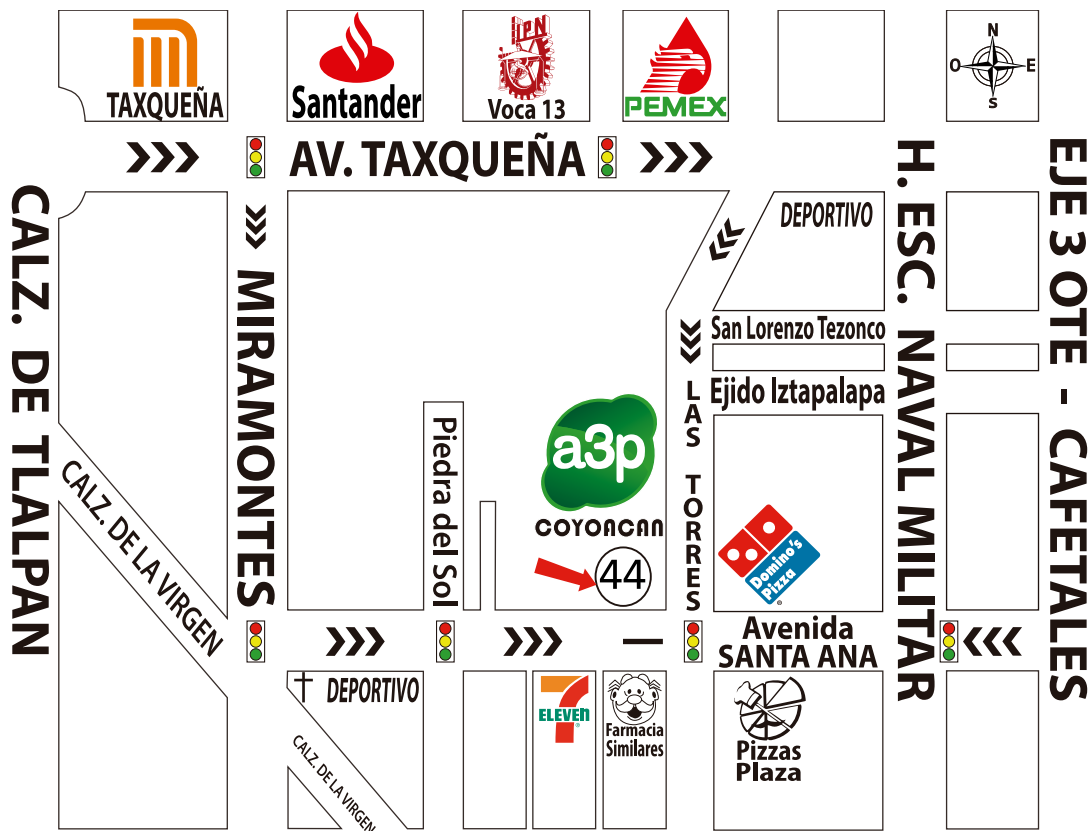 TAXQUEÑA
Santander
IPN
Voca 13
PEMEX
N
O
E
S
AV. TAXQUEÑA
CALZ. DE TLALPAN
MIRAMONTES
H. ESC. NAVAL MILITAR
EJE 3 OTE - CAFETALES
DEPORTIVO
San Lorenzo Tezonco
Ejido Iztapalapa
LAS TORRES
Piedra del Sol
a3p
COYOACAN
44
CALZ. DE LA VIRGEN
Domino's
Pizza
®
Avenida
SANTA ANA
DEPORTIVO
CALZ. DE LA VIRGEN
7
ELEVEn
®
Farmacia
Similares
Pizzas
Plaza